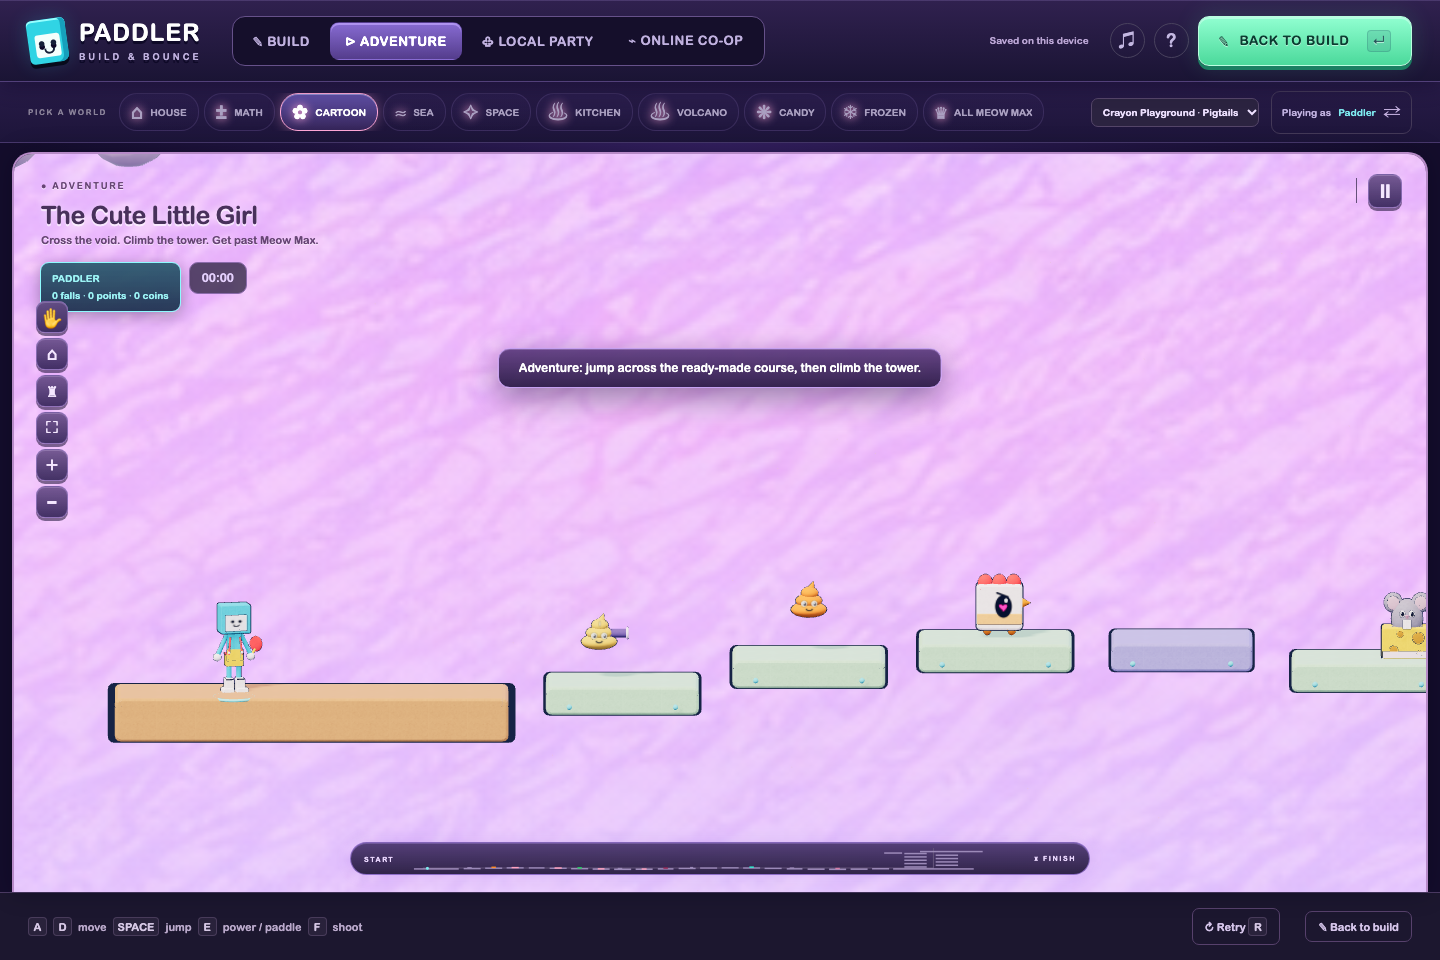 PADDLER
BUILD & BOUNCE
BUILD
ADVENTURE
LOCAL PARTY
ONLINE CO-OP
Saved on this device
?
BACK TO BUILD
PICK A WORLD
HOUSE
MATH
CARTOON
SEA
SPACE
KITCHEN
VOLCANO
CANDY
FROZEN
ALL MEOW MAX
Crayon Playground · Pigtails
Playing as Paddler
• ADVENTURE
The Cute Little Girl
Cross the void. Climb the tower. Get past Meow Max.
PADDLER
0 falls · 0 points · 0 coins
00:00
Adventure: jump across the ready-made course, then climb the tower.
START
FINISH
A D move SPACE jump E power / paddle F shoot
Retry R
Back to build